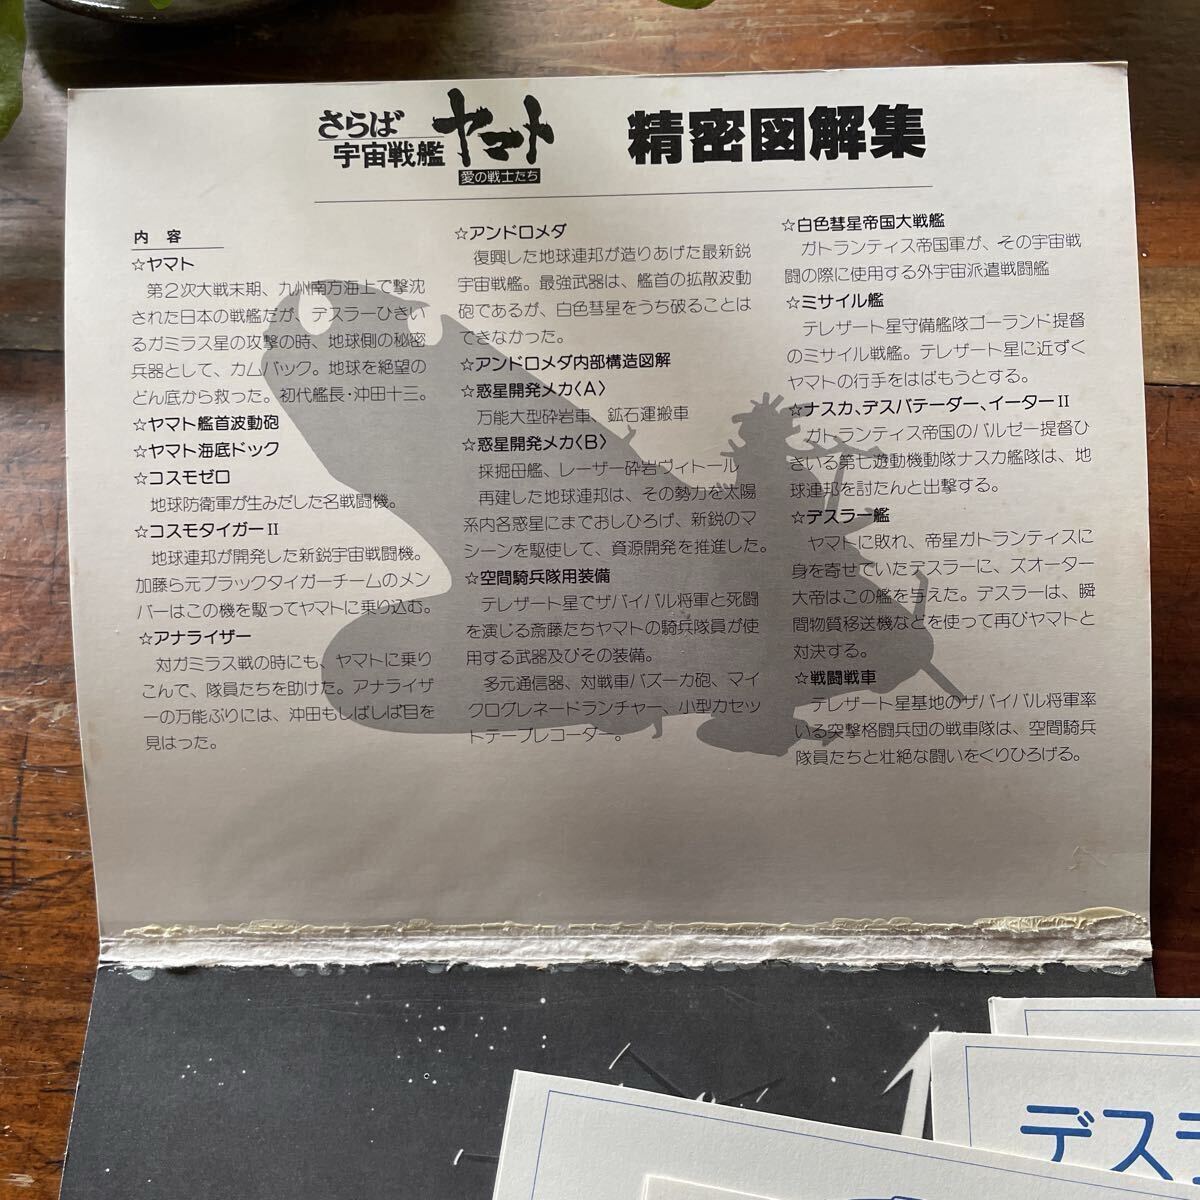 さらば
宇宙戦艦
ヤマト
愛の戦士たち
精密図解集
内　容
☆ヤマト
　第2次大戦末期、九州南方海上で撃沈
された日本の戦艦だが、デスラーひきい
るガミラス星の攻撃の時、地球側の秘密
兵器として、カムバック。地球を絶望の
どん底から救った。初代艦長・沖田十三。
☆ヤマト艦首波動砲
☆ヤマト海底ドック
☆コスモゼロ
　地球防衛軍が生みだした名戦闘機。
☆コスモタイガーⅡ
　地球連邦が開発した新鋭宇宙戦闘機。
加藤ら元ブラックタイガーチームのメン
バーはこの機を駆ってヤマトに乗り込む。
☆アナライザー
　対ガミラス戦の時にも、ヤマトに乗り
こんで、隊員たちを助けた。アナライザ
ーの万能ぶりには、沖田もしばしば目を
見はった。
☆アンドロメダ
　復興した地球連邦が造りあげた最新鋭
宇宙戦艦。最強武器は、艦首の拡散波動
砲であるが、白色彗星をうち破ることは
できなかった。
☆アンドロメダ内部構造図解
☆惑星開発メカ〈A〉
　万能大型砕岩車　鉱石運搬車
☆惑星開発メカ〈B〉
　採掘母艦、レーザー砕岩ヴィトール
　再建した地球連邦は、その勢力を太陽
系内各惑星にまでおしひろげ、新鋭のマ
シーンを駆使して、資源開発を推進した。
☆空間騎兵隊用装備
　テレザート星でザバイバル将軍と死闘
を演じる斎藤たちヤマトの騎兵隊員が使
用する武器及びその装備。
　多元通信器、対戦車バズーカ砲、マイ
クログレネードランチャー、小型カセッ
トテープレコーダー。
☆白色彗星帝国大戦艦
　ガトランティス帝国軍が、その宇宙戦
闘の際に使用する外宇宙派遣戦闘艦
☆ミサイル艦
　テレザート星守備艦隊ゴーランド提督
のミサイル戦艦。テレザート星に近ずく
ヤマトの行手をはばもうとする。
☆ナスカ、デスバテーダー、イーターⅡ
　ガトランティス帝国のバルゼー提督ひ
きいる第七遊動機動隊ナスカ艦隊は、地
球連邦を討たんと出撃する。
☆デスラー艦
　ヤマトに敗れ、帝星ガトランティスに
身を寄せていたデスラーに、ズオーダー
大帝はこの艦を与えた。デスラーは、瞬
間物質移送機などを使って再びヤマトと
対決する。
☆戦闘戦車
　テレザート星基地のザバイバル将軍率
いる突撃格闘兵団の戦車隊は、空間騎兵
隊員たちと壮絶な闘いをくりひろげる。
デスラ